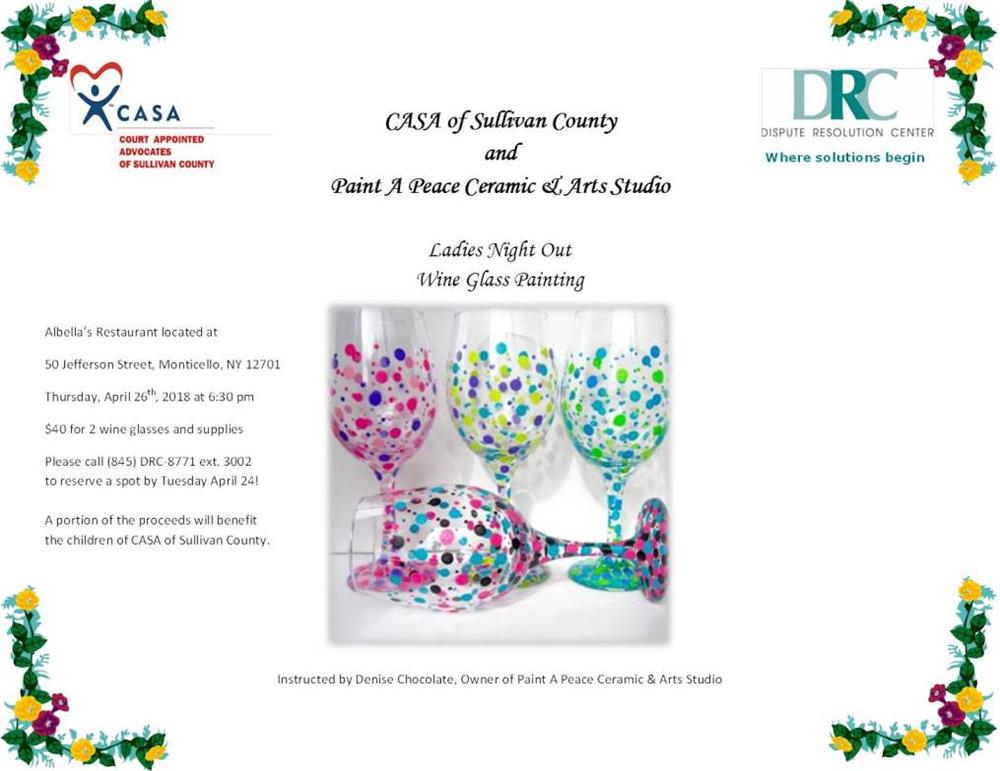 CASA
COURT APPOINTED
ADVOCATES
OF SULLIVAN COUNTY
DRC
DISPUTE RESOLUTION CENTER
Where solutions begin
CASA of Sullivan County
and
Paint A Peace Ceramic & Arts Studio
Ladies Night Out
Wine Glass Painting
Albella's Restaurant located at
50 Jefferson Street, Monticello, NY 12701
Thursday, April 26th, 2018 at 6:30 pm
$40 for 2 wine glasses and supplies
Please call (845) DRC-8771 ext. 3002
to reserve a spot by Tuesday April 24!
A portion of the proceeds will benefit
the children of CASA of Sullivan County.
Instructed by Denise Chocolate, Owner of Paint A Peace Ceramic & Arts Studio